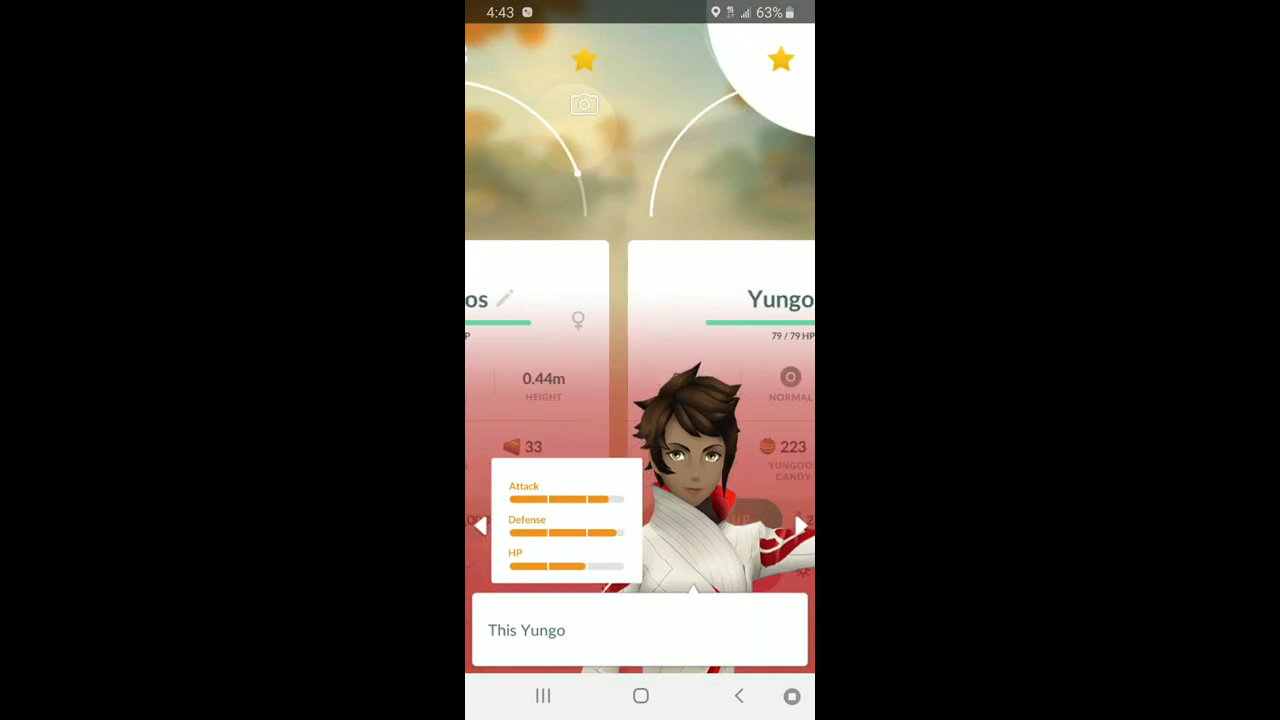 4:43
63%
os
Yungo
P
79 / 79 HP
0.44m
HEIGHT
NORMAL
33
223
YUNGOOS
CANDY
Attack
Defense
HP
This Yungo